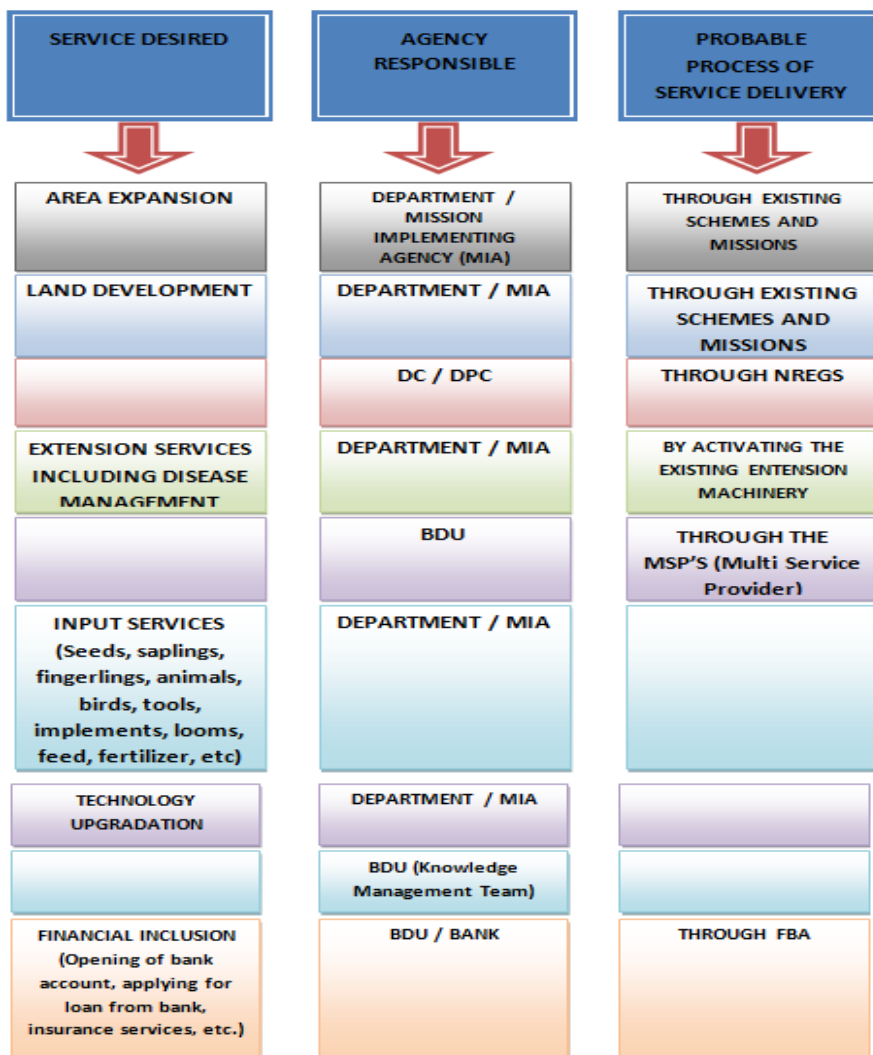 SERVICE DESIRED
AGENCY
RESPONSIBLE
PROBABLE
PROCESS OF
SERVICE DELIVERY
AREA EXPANSION
DEPARTMENT /
MISSION
IMPLEMENTING
AGENCY (MIA)
THROUGH EXISTING
SCHEMES AND
MISSIONS
LAND DEVELOPMENT
DEPARTMENT / MIA
THROUGH EXISTING
SCHEMES AND
MISSIONS
DC / DPC
THROUGH NREGS
EXTENSION SERVICES
INCLUDING DISEASE
MANAGEMENT
DEPARTMENT / MIA
BY ACTIVATING THE
EXISTING ENTENSION
MACHINERY
BDU
THROUGH THE
MSP'S (Multi Service
Provider)
INPUT SERVICES
(Seeds, saplings,
fingerlings, animals,
birds, tools,
implements, looms,
feed, fertilizer, etc)
DEPARTMENT / MIA
TECHNOLOGY
UPGRADATION
DEPARTMENT / MIA
BDU (Knowledge
Management Team)
FINANCIAL INCLUSION
(Opening of bank
account, applying for
loan from bank,
insurance services, etc.)
BDU / BANK
THROUGH FBA